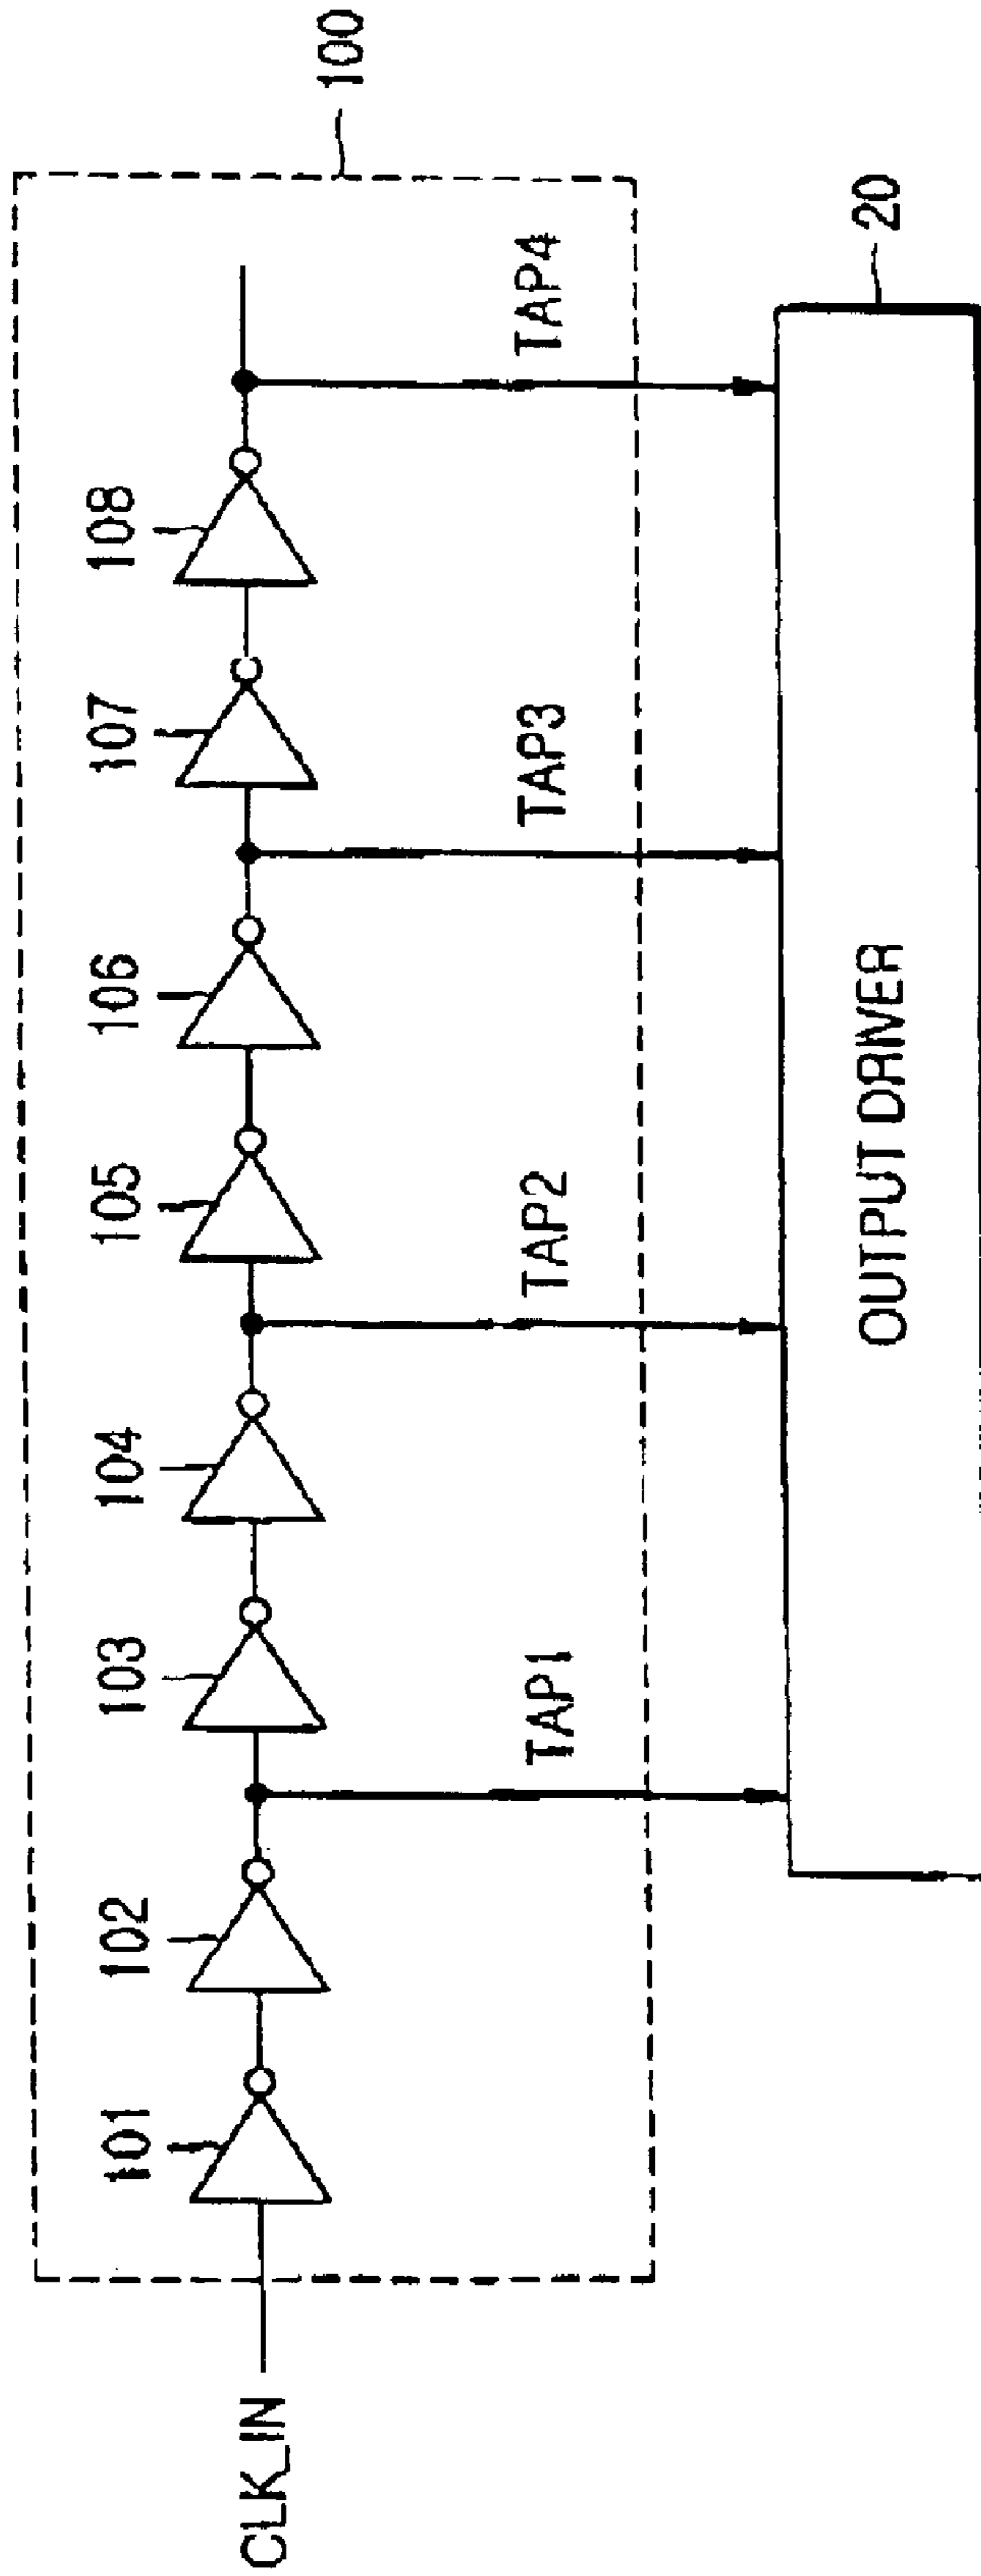 100
101
102
103
104
105
106
107
108
CLK_IN
TAP1
TAP2
TAP3
TAP4
20
OUTPUT DRIVER